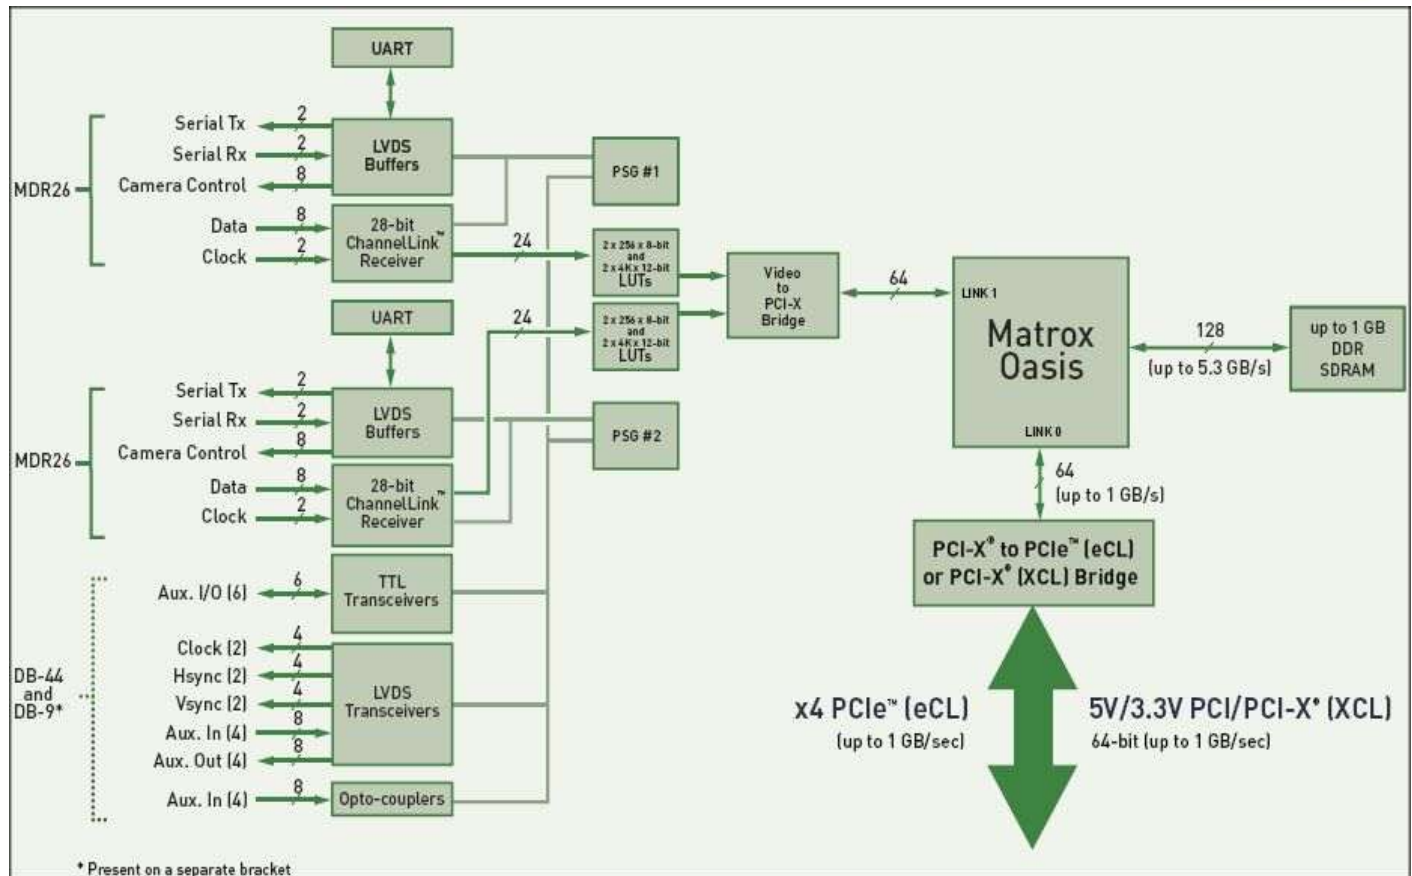 UART
MDR26
Serial Tx
2
Serial Rx
2
Camera Control
8
LVDS
Buffers
PSG #1
Data
8
Clock
2
28-bit
ChannelLink™
Receiver
24
2 x 256 x 8-bit
and
2 x 4K x 12-bit
LUTs
UART
24
2 x 256 x 8-bit
and
2 x 4K x 12-bit
LUTs
Video
to
PCI-X
Bridge
64
LINK 1
Matrox
Oasis
LINK 0
128
(up to 5.3 GB/s)
up to 1 GB
DDR
SDRAM
MDR26
Serial Tx
2
Serial Rx
2
Camera Control
8
LVDS
Buffers
PSG #2
Data
8
Clock
2
28-bit
ChannelLink™
Receiver
64
(up to 1 GB/s)
PCI-X® to PCIe™ (eCL)
or PCI-X® (XCL) Bridge
DB-44
and
DB-9*
Aux. I/O (6)
6
TTL
Transceivers
Clock (2)
4
Hsync (2)
4
Vsync (2)
4
Aux. In (4)
8
Aux. Out (4)
8
LVDS
Transceivers
Aux. In (4)
8
Opto-couplers
x4 PCIe™ (eCL)
(up to 1 GB/sec)
5V/3.3V PCI/PCI-X® (XCL)
64-bit (up to 1 GB/sec)
* Present on a separate bracket